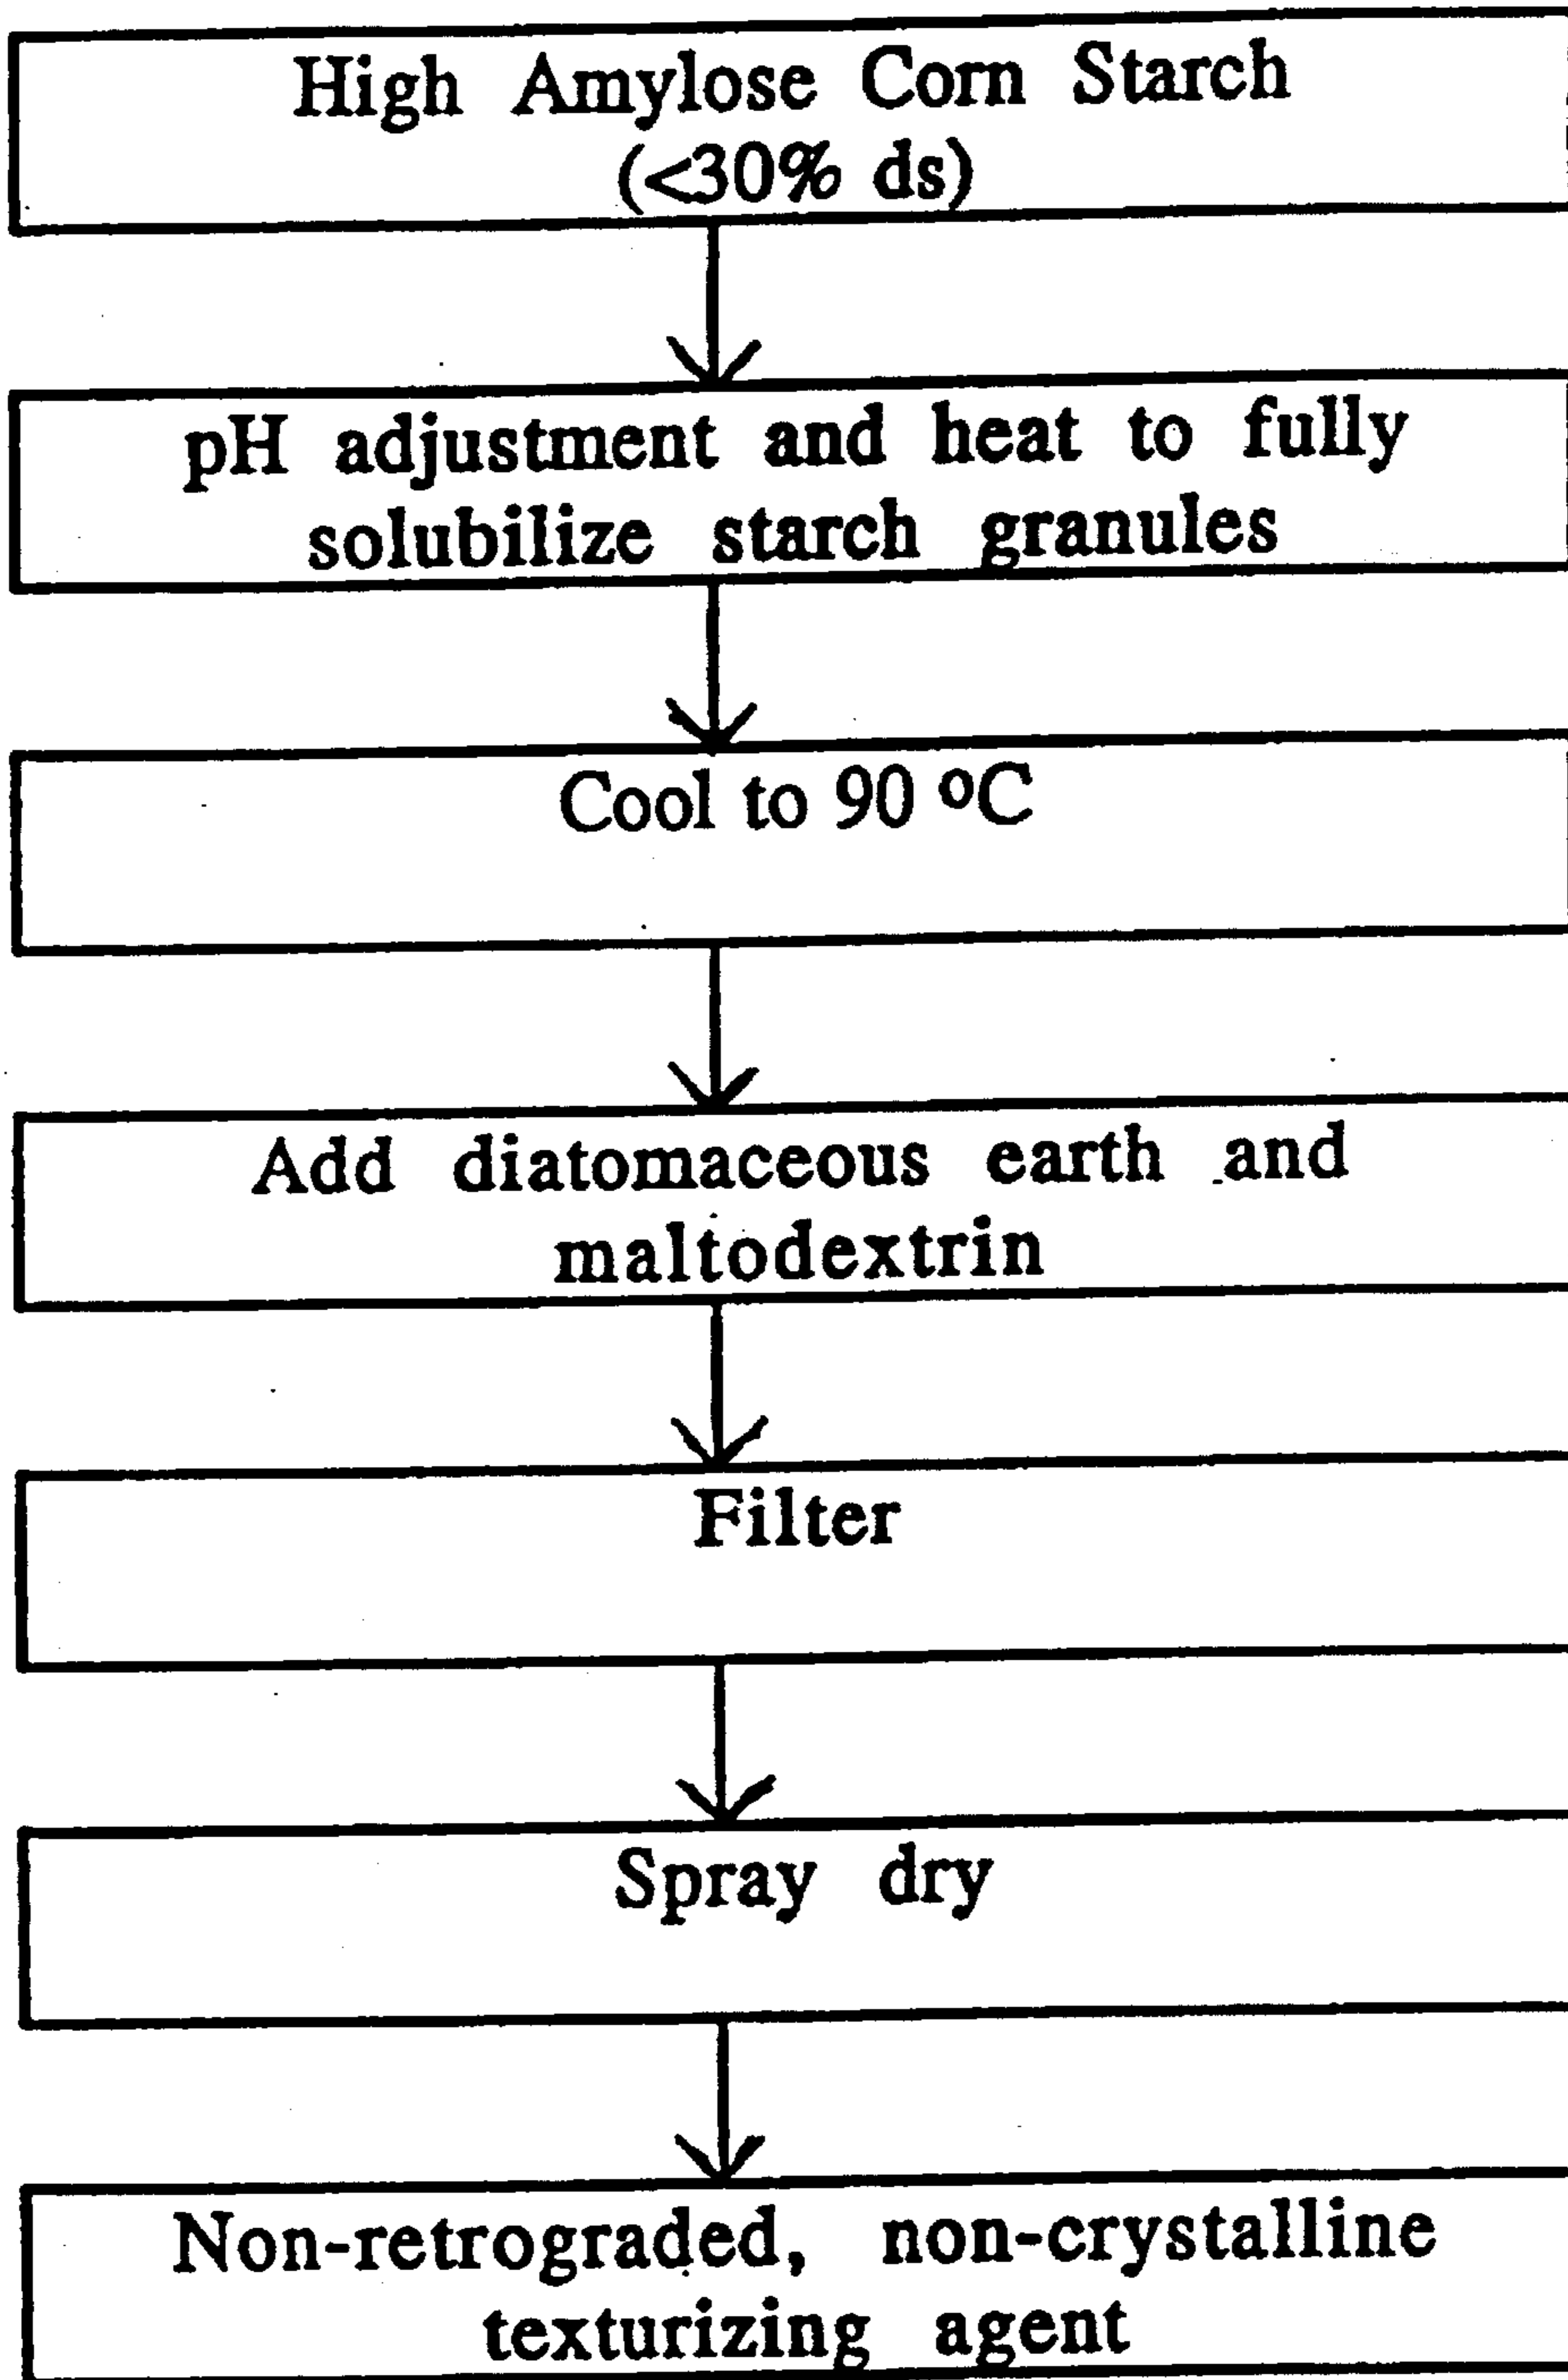 High Amylose Corn Starch
(<30% ds)
pH adjustment and heat to fully
solubilize starch granules
Cool to 90 ºC
Add diatomaceous earth and
maltodextrin
Filter
Spray dry
Non-retrograded, non-crystalline
texturizing agent